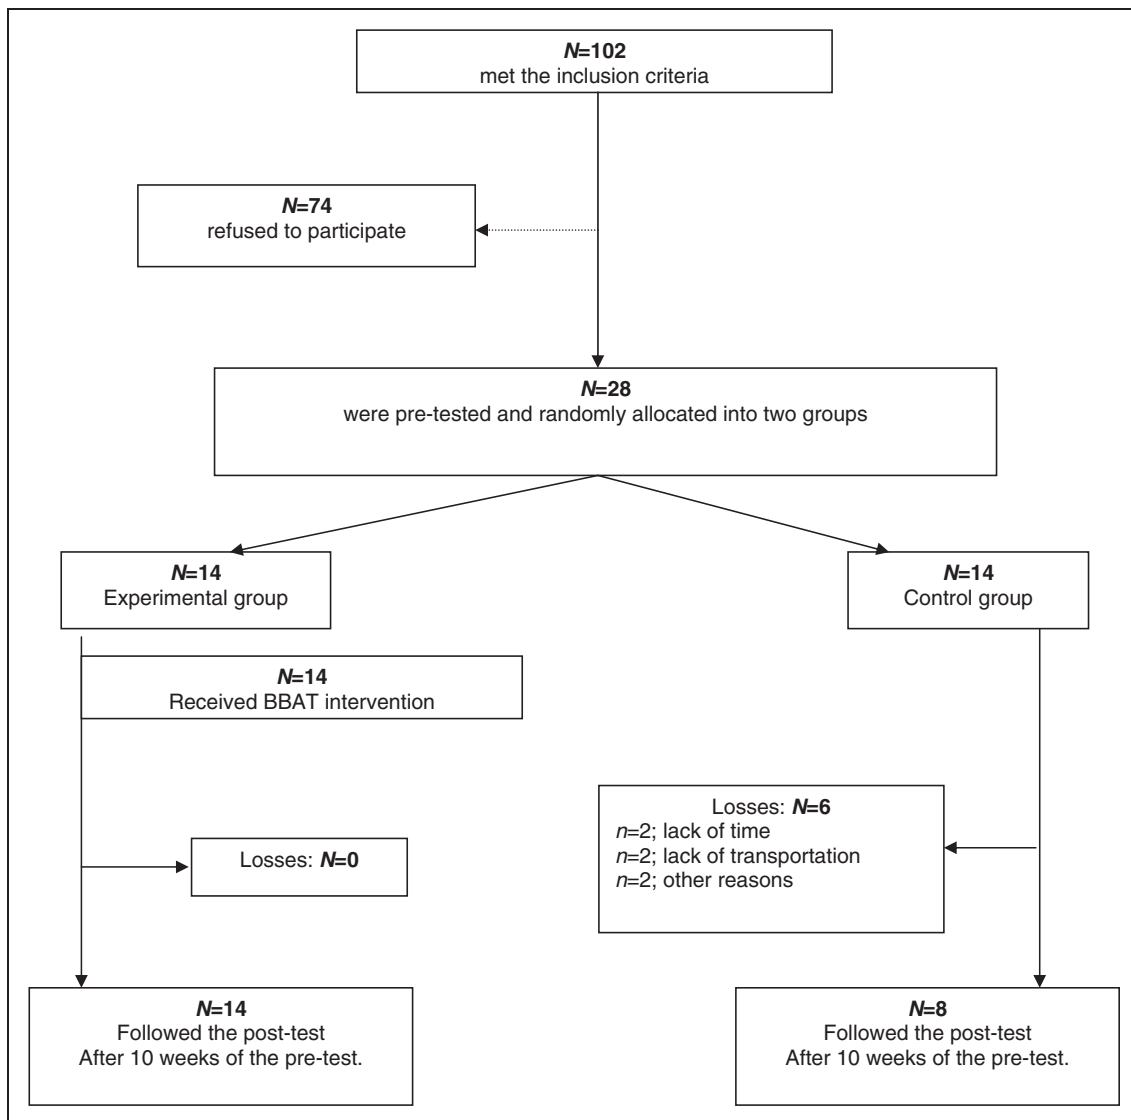 N=102
met the inclusion criteria
N=74
refused to participate
N=28
were pre-tested and randomly allocated into two groups
N=14
Experimental group
N=14
Control group
N=14
Received BBAT intervention
Losses: N=6
n=2; lack of time
n=2; lack of transportation
n=2; other reasons
Losses: N=0
N=14
Followed the post-test
After 10 weeks of the pre-test.
N=8
Followed the post-test
After 10 weeks of the pre-test.